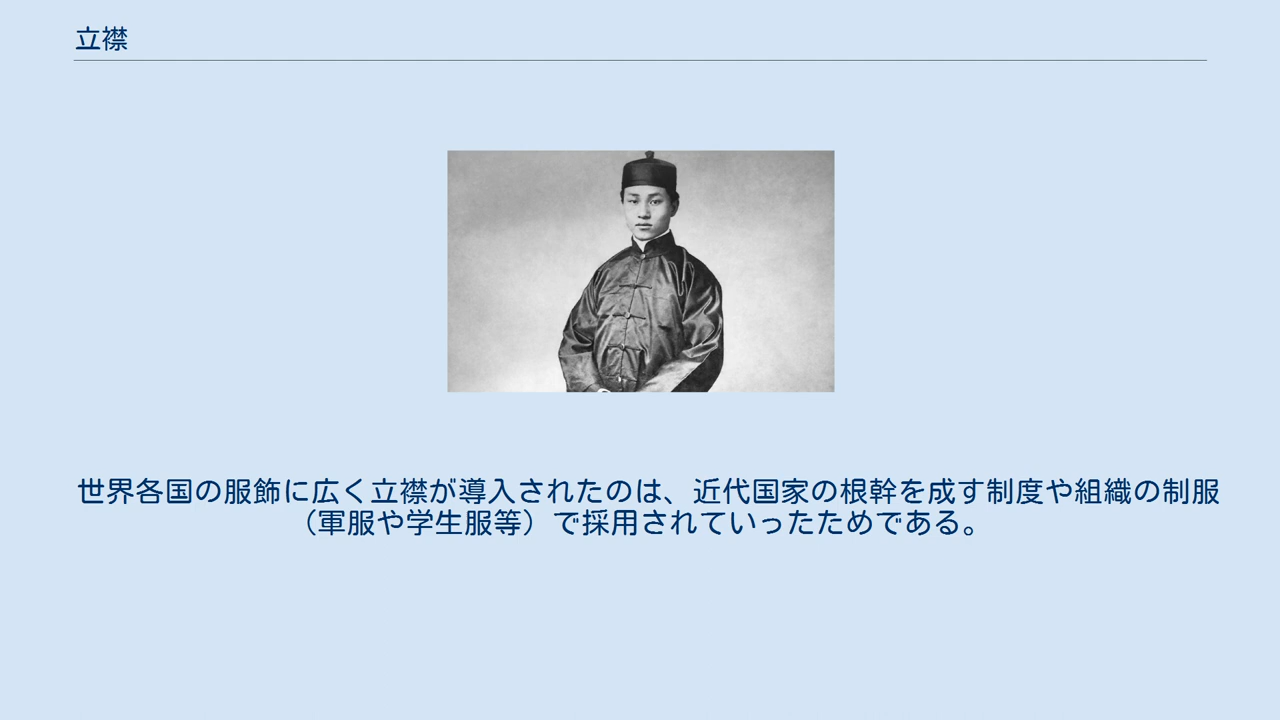 立襟
世界各国の服飾に広く立襟が導入されたのは、近代国家の根幹を成す制度や組織の制服
（軍服や学生服等）で採用されていったためである。